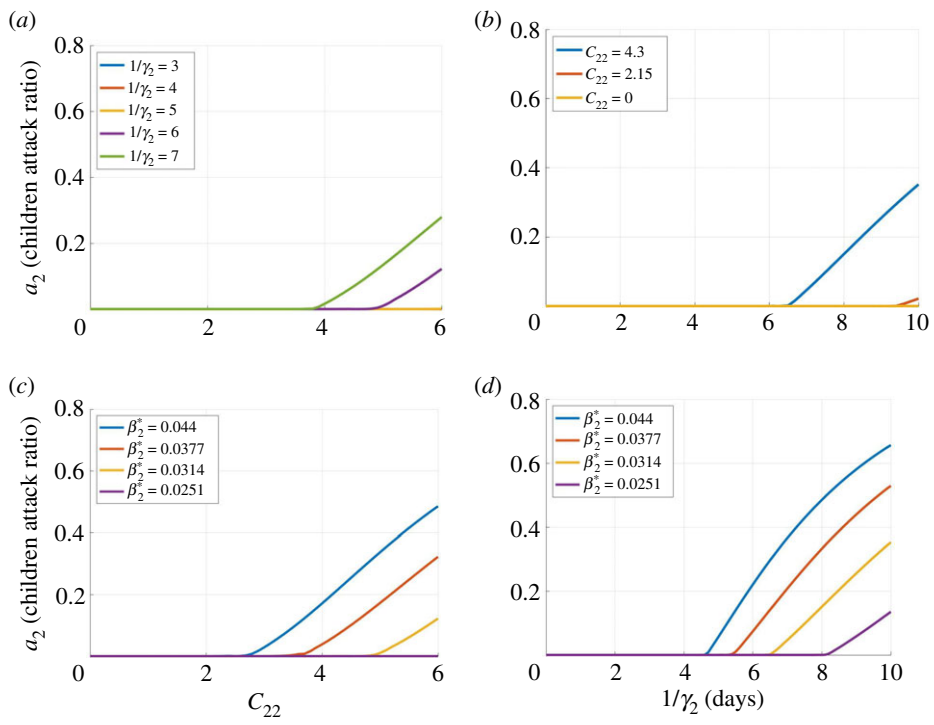 (a)
0.8
0.6
0.4
0.2
0
2
4
6
a₂ (children attack ratio)
1/γ₂ = 3
1/γ₂ = 4
1/γ₂ = 5
1/γ₂ = 6
1/γ₂ = 7
(b)
0.8
0.6
0.4
0.2
0
2
4
6
8
10
C₂₂ = 4.3
C₂₂ = 2.15
C₂₂ = 0
(c)
0.8
0.6
0.4
0.2
0
2
4
6
a₂ (children attack ratio)
C₂₂
β₂* = 0.044
β₂* = 0.0377
β₂* = 0.0314
β₂* = 0.0251
(d)
0.8
0.6
0.4
0.2
0
2
4
6
8
10
1/γ₂ (days)
β₂* = 0.044
β₂* = 0.0377
β₂* = 0.0314
β₂* = 0.0251